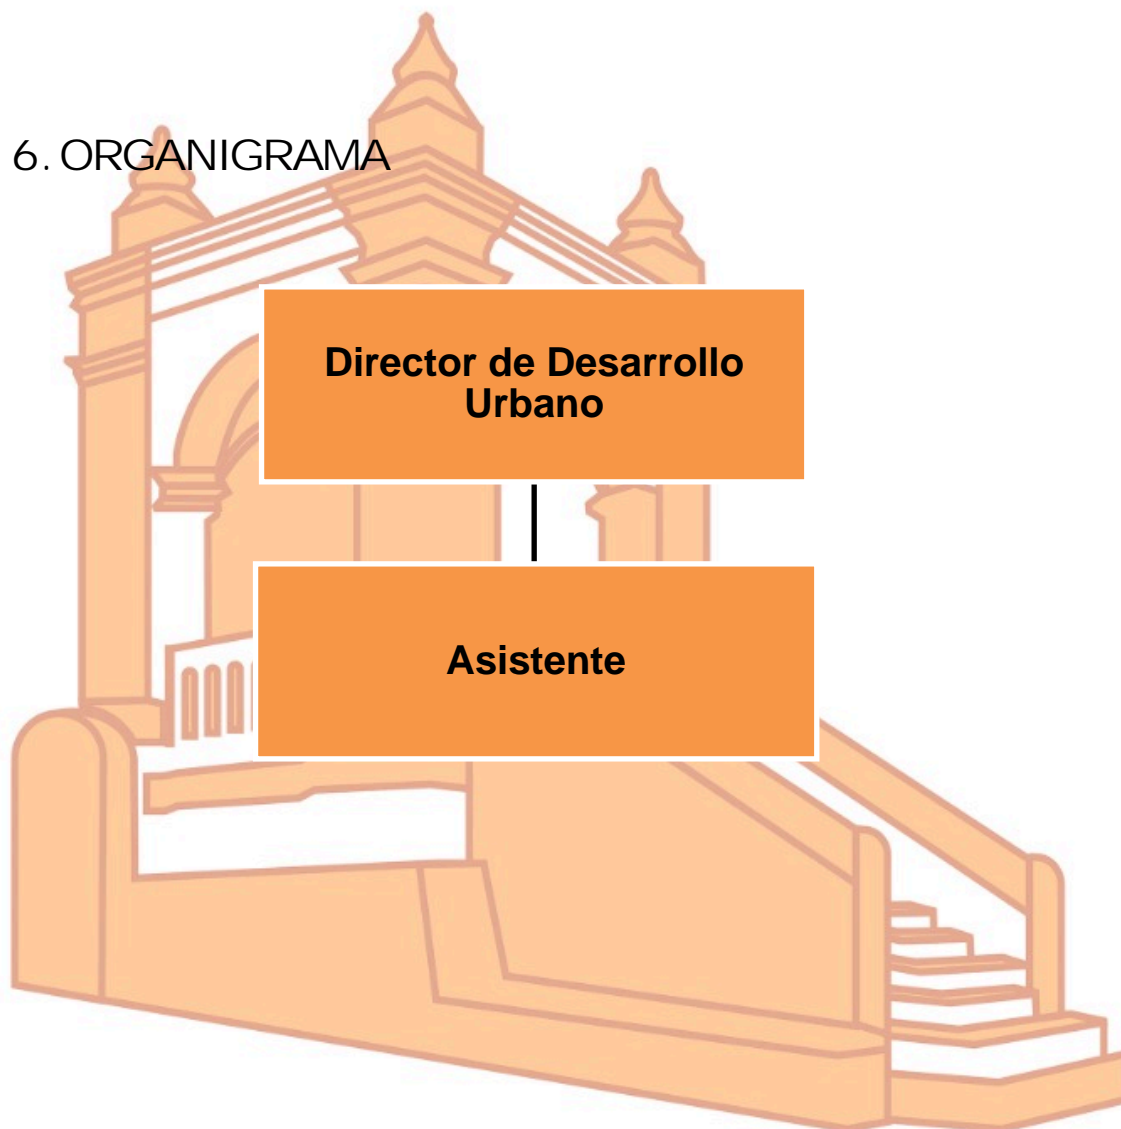 6. ORGANIGRAMA
Director de Desarrollo
Urbano
Asistente